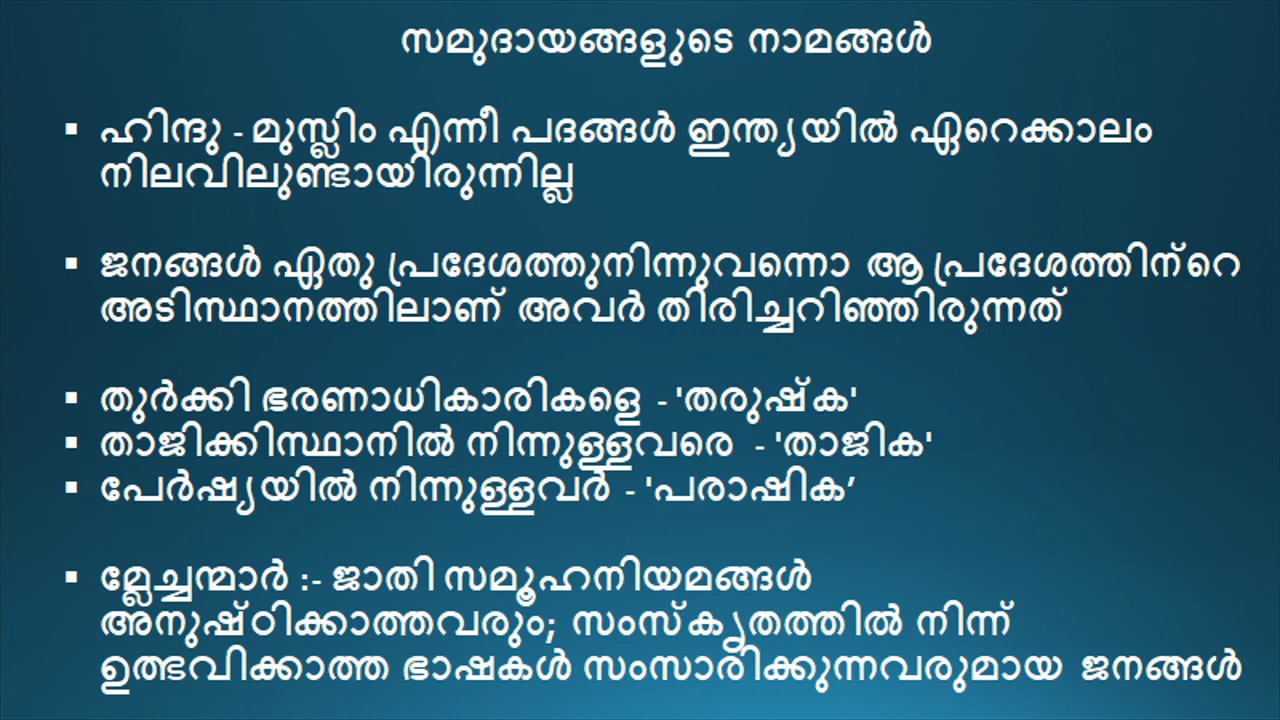 സമുദായങ്ങളുടെ നാമങ്ങൾ
▪ ഹിന്ദു - മുസ്ലിം എന്നീ പദങ്ങൾ ഇന്ത്യയിൽ ഏറെക്കാലം
നിലവിലുണ്ടായിരുന്നില്ല
▪ ജനങ്ങൾ ഏതു പ്രദേശത്തുനിന്നുവന്നൊ ആ പ്രദേശത്തിന്റെ
അടിസ്ഥാനത്തിലാണ് അവർ തിരിച്ചറിഞ്ഞിരുന്നത്
▪ തുർക്കി ഭരണാധികാരികളെ - 'തരുഷ്ക'
▪ താജിക്കിസ്ഥാനിൽ നിന്നുള്ളവരെ - 'താജിക'
▪ പേർഷ്യയിൽ നിന്നുള്ളവർ - 'പരാഷിക’
▪ മ്ലേച്ചന്മാർ :- ജാതി സമൂഹനിയമങ്ങൾ
അനുഷ്ഠിക്കാത്തവരും; സംസ്കൃതത്തിൽ നിന്ന്
ഉത്ഭവിക്കാത്ത ഭാഷകൾ സംസാരിക്കുന്നവരുമായ ജനങ്ങൾ